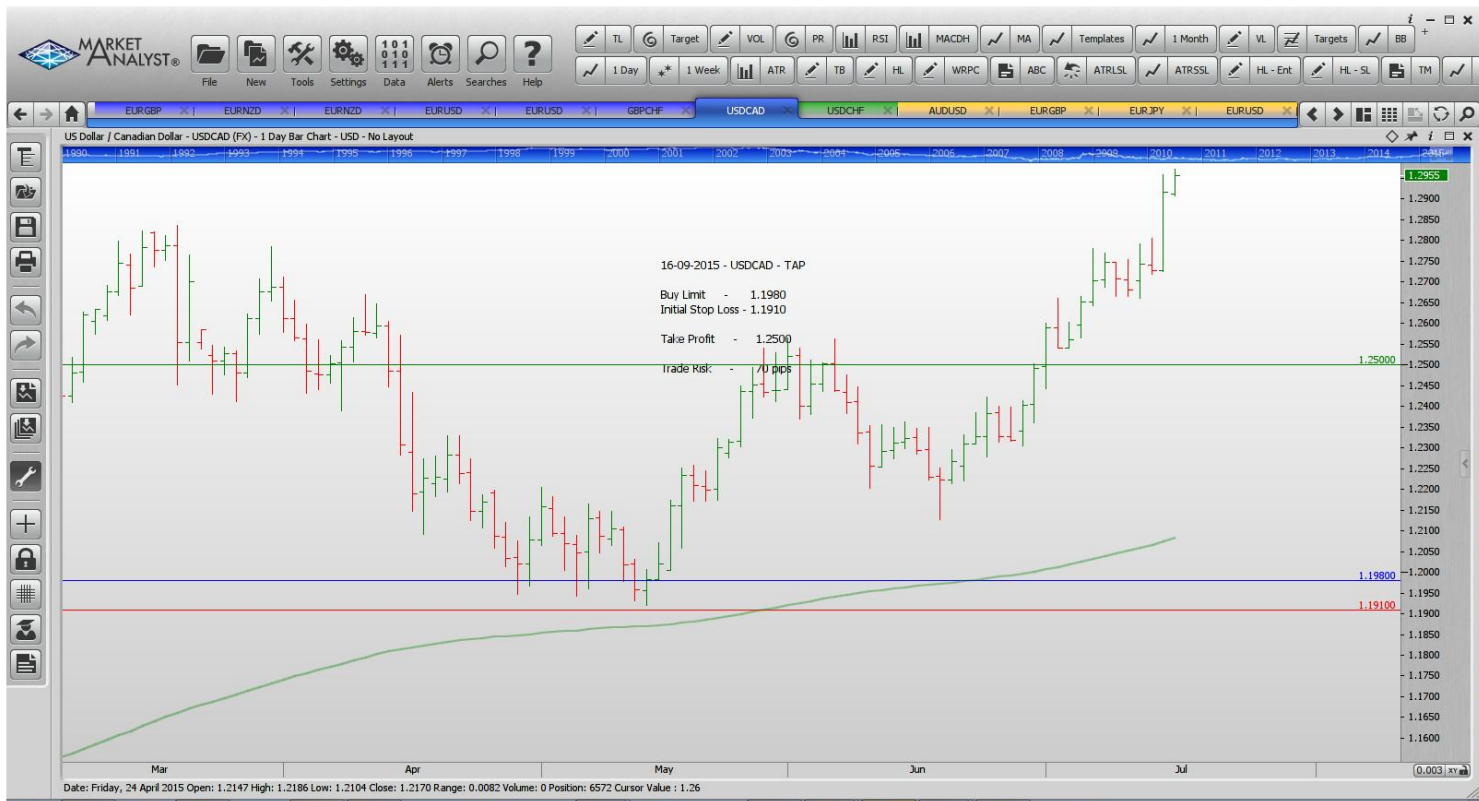 i
MARKET
ANALYST®
File New Tools Settings Data Alerts Searches Help
101
010
111
TL Target VOL PR RSI MACDH MA Templates 1 Month VL Targets BB
1 Day 1 Week ATR TB HL WRPC ABC ATRLSL ATRSSL HL - Ent HL - SL TM
EURGBP EURNZD EURNZD EURUSD EURUSD GBPCHF USDCAD USDCHF AUDUSD EURGBP EURJPY EURUSD
US Dollar / Canadian Dollar - USDCAD (FX) - 1 Day Bar Chart - USD - No Layout
1990 1991 1992 1993 1994 1995 1996 1997 1998 1999 2000 2001 2002 2003 2004 2005 2006 2007 2008 2009 2010 2011 2012 2013 2014
1.2955
1.2900
1.2850
1.2800
1.2750
1.2700
1.2650
1.2600
1.2550
1.2500
1.2450
1.2400
1.2350
1.2300
1.2250
1.2200
1.2150
1.2100
1.2050
1.2000
1.1950
1.1900
1.1850
1.1800
1.1750
1.1700
1.1650
1.1600
16-09-2015 - USDCAD - TAP
Buy Limit - 1.1980
Initial Stop Loss - 1.1910
Take Profit - 1.2500
Trade Risk - 70 pips
1.25000
1.19800
1.19100
Mar Apr May Jun Jul
0.003 XY
Date: Friday, 24 April 2015 Open: 1.2147 High: 1.2186 Low: 1.2104 Close: 1.2170 Range: 0.0082 Volume: 0 Position: 6572 Cursor Value : 1.26